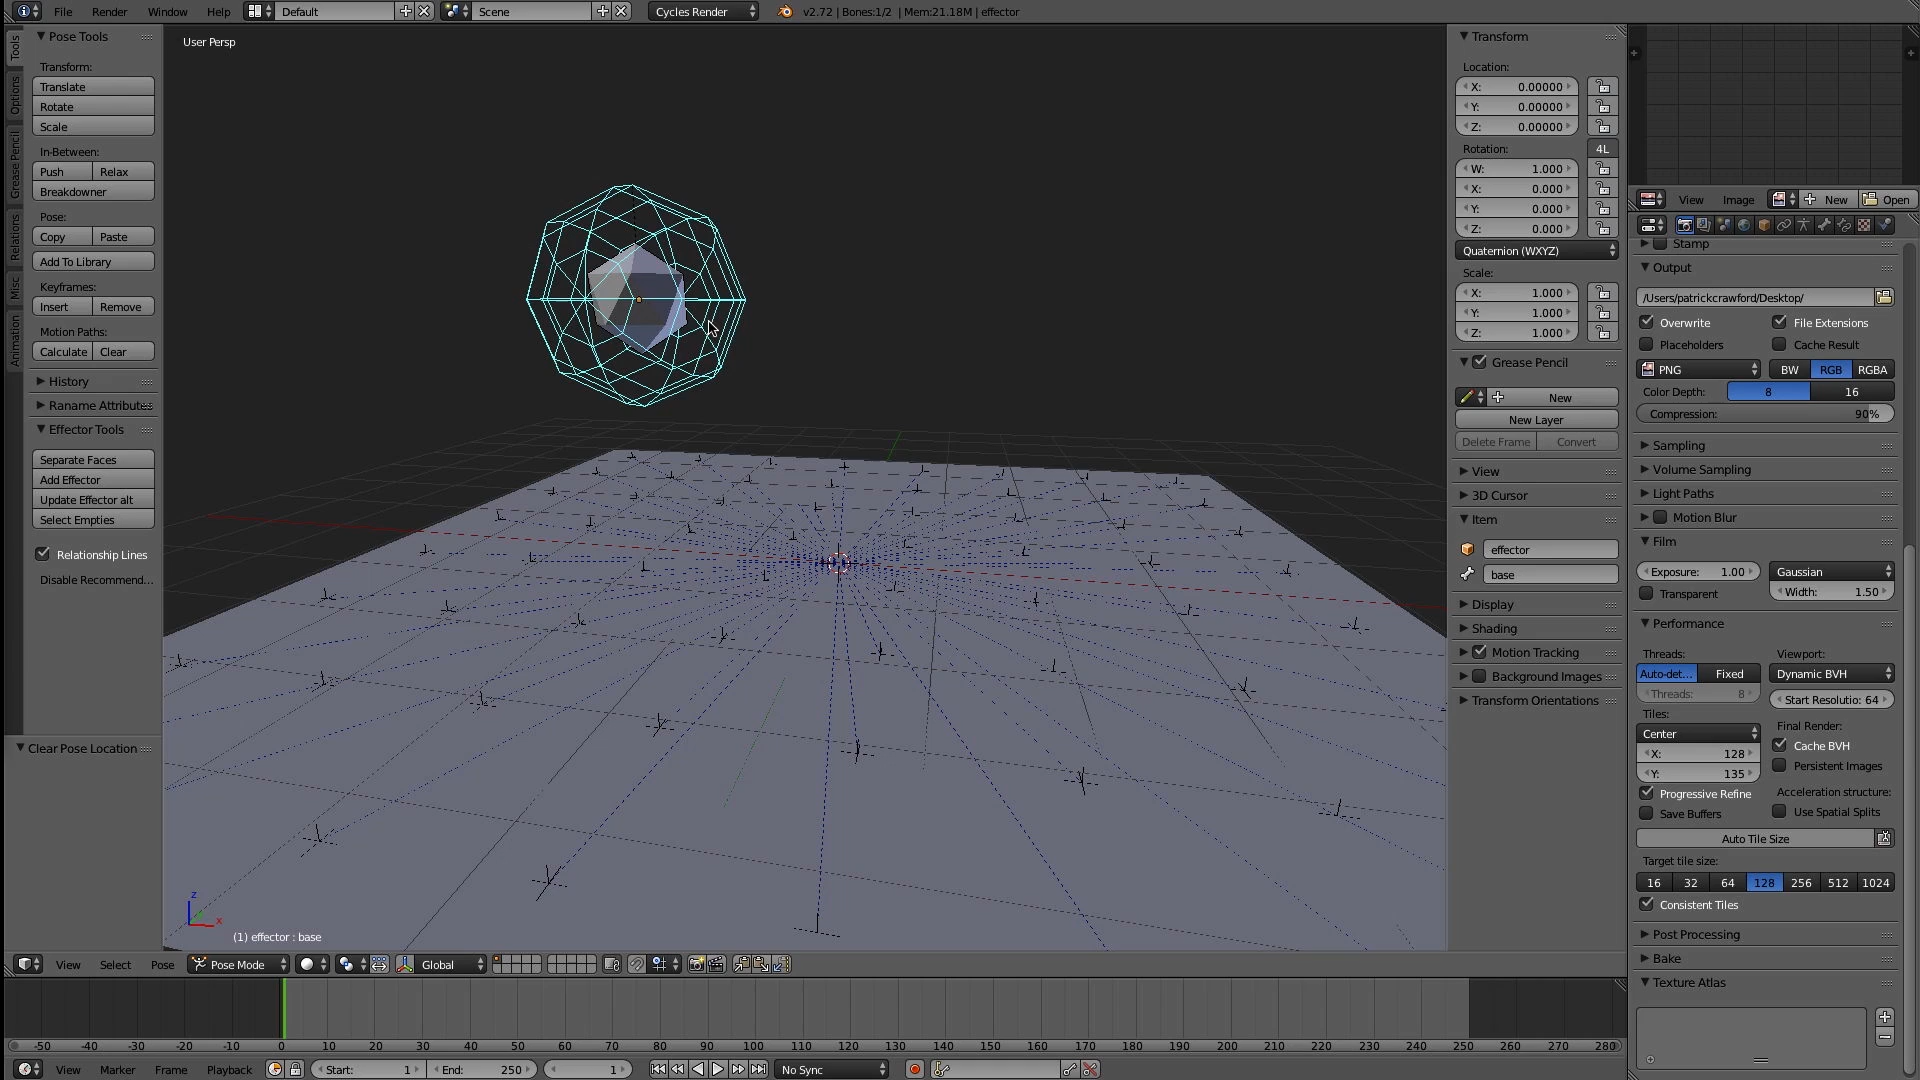 File Render Window Help Default Scene Cycles Render v2.72 | Bones:1/2 | Mem:21.18M | effector
Tools
Options
Grease Pencil
Relations
Misc
Animation
Pose Tools
Transform:
Translate
Rotate
Scale
In-Between:
Push Relax
Breakdowner
Pose:
Copy Paste
Add To Library
Keyframes:
Insert Remove
Motion Paths:
Calculate Clear
History
Raname Attributes
Effector Tools
Separate Faces
Add Effector
Update Effector alt
Select Empties
Relationship Lines
Disable Recommend...
Clear Pose Location
User Persp
z
x
(1) effector : base
Transform
Location:
X: 0.00000
Y: 0.00000
Z: 0.00000
Rotation: 4L
W: 1.000
X: 0.000
Y: 0.000
Z: 0.000
Quaternion (WXYZ)
Scale:
X: 1.000
Y: 1.000
Z: 1.000
Grease Pencil
New
New Layer
Delete Frame Convert
View
3D Cursor
Item
effector
base
Display
Shading
Motion Tracking
Background Images
Transform Orientations
View Image New Open
Stamp
Output
/Users/patrickcrawford/Desktop/
Overwrite File Extensions
Placeholders Cache Result
PNG BW RGB RGBA
Color Depth: 8 16
Compression: 90%
Sampling
Volume Sampling
Light Paths
Motion Blur
Film
Exposure: 1.00 Gaussian
Transparent Width: 1.50
Performance
Threads: Viewport:
Auto-det... Fixed Dynamic BVH
Threads: 8 Start Resolutio: 64
Tiles: Final Render:
Center Cache BVH
X: 128 Persistent Images
Y: 135
Progressive Refine Acceleration structure:
Save Buffers Use Spatial Splits
Auto Tile Size
Target tile size:
16 32 64 128 256 512 1024
Consistent Tiles
Post Processing
Bake
Texture Atlas
View Select Pose Pose Mode Global
-50 -40 -30 -20 -10 0 10 20 30 40 50 60 70 80 90 100 110 120 130 140 150 160 170 180 190 200 210 220 230 240 250 260 270 280
View Marker Frame Playback Start: 1 End: 250 1 No Sync